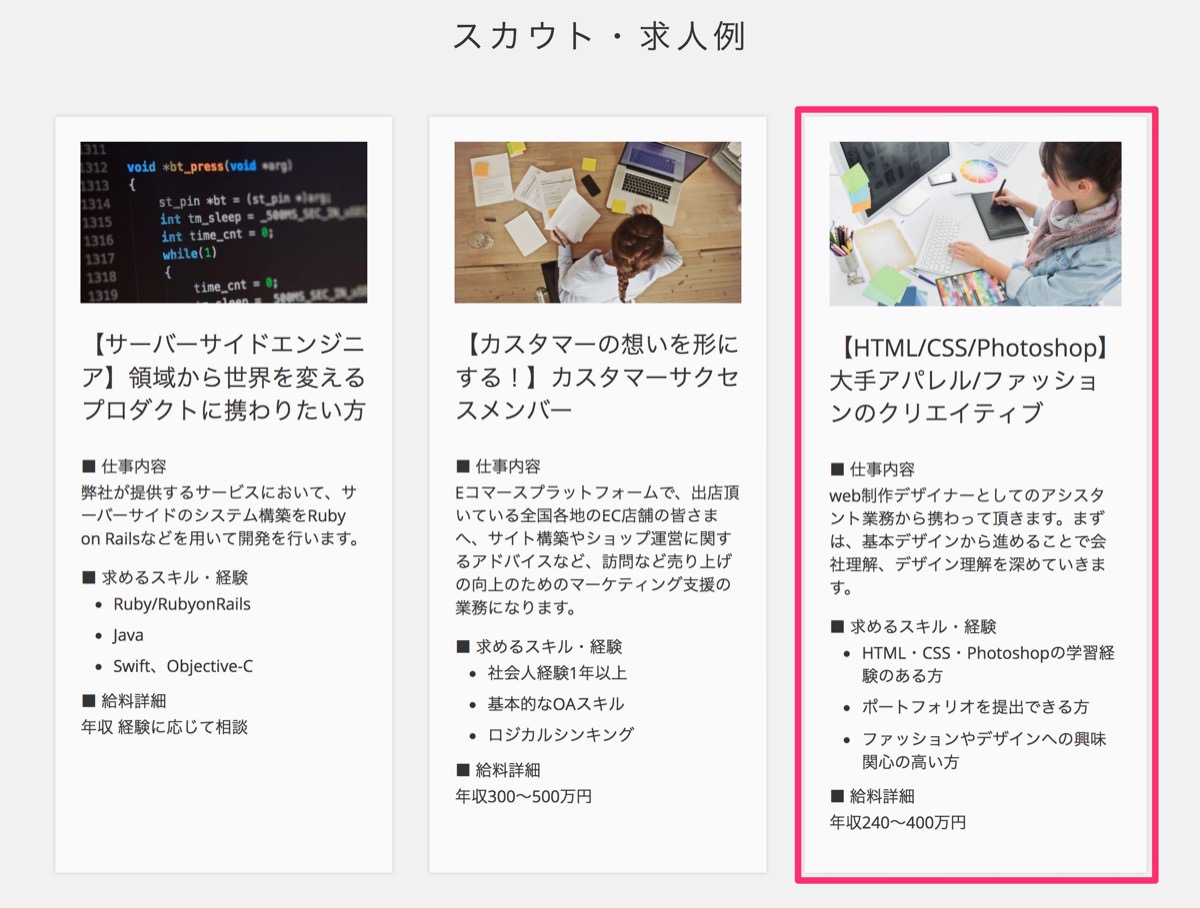 スカウト・求人例
1311
1312 void *bt_press(void *arg)
1313 {
1314 st_pin *bt = (st_pin *)arg;
1315 int tm_sleep = _500MS_SEC_IN_
1316 int time_cnt = 0;
1317 while(1)
1318 {
1319 time_cnt = 0;
【サーバーサイドエンジニ
ア】領域から世界を変える
プロダクトに携わりたい方
■ 仕事内容
弊社が提供するサービスにおいて、サ
ーバーサイドのシステム構築をRuby
on Railsなどを用いて開発を行います。
■ 求めるスキル・経験
• Ruby/RubyonRails
• Java
• Swift、Objective-C
■ 給料詳細
年収 経験に応じて相談
【カスタマーの想いを形に
する！】カスタマーサクセ
スメンバー
■ 仕事内容
Eコマースプラットフォームで、出店頂
いている全国各地のEC店舗の皆さま
へ、サイト構築やショップ運営に関す
るアドバイスなど、訪問など売り上げ
の向上のためのマーケティング支援の
業務になります。
■ 求めるスキル・経験
• 社会人経験1年以上
• 基本的なOAスキル
• ロジカルシンキング
■ 給料詳細
年収300〜500万円
【HTML/CSS/Photoshop】
大手アパレル/ファッショ
ンのクリエイティブ
■ 仕事内容
web制作デザイナーとしてのアシスタ
ント業務から携わって頂きます。まず
は、基本デザインから進めることで会
社理解、デザイン理解を深めていきま
す。
■ 求めるスキル・経験
• HTML・CSS・Photoshopの学習経
験のある方
• ポートフォリオを提出できる方
• ファッションやデザインへの興味
関心の高い方
■ 給料詳細
年収240〜400万円